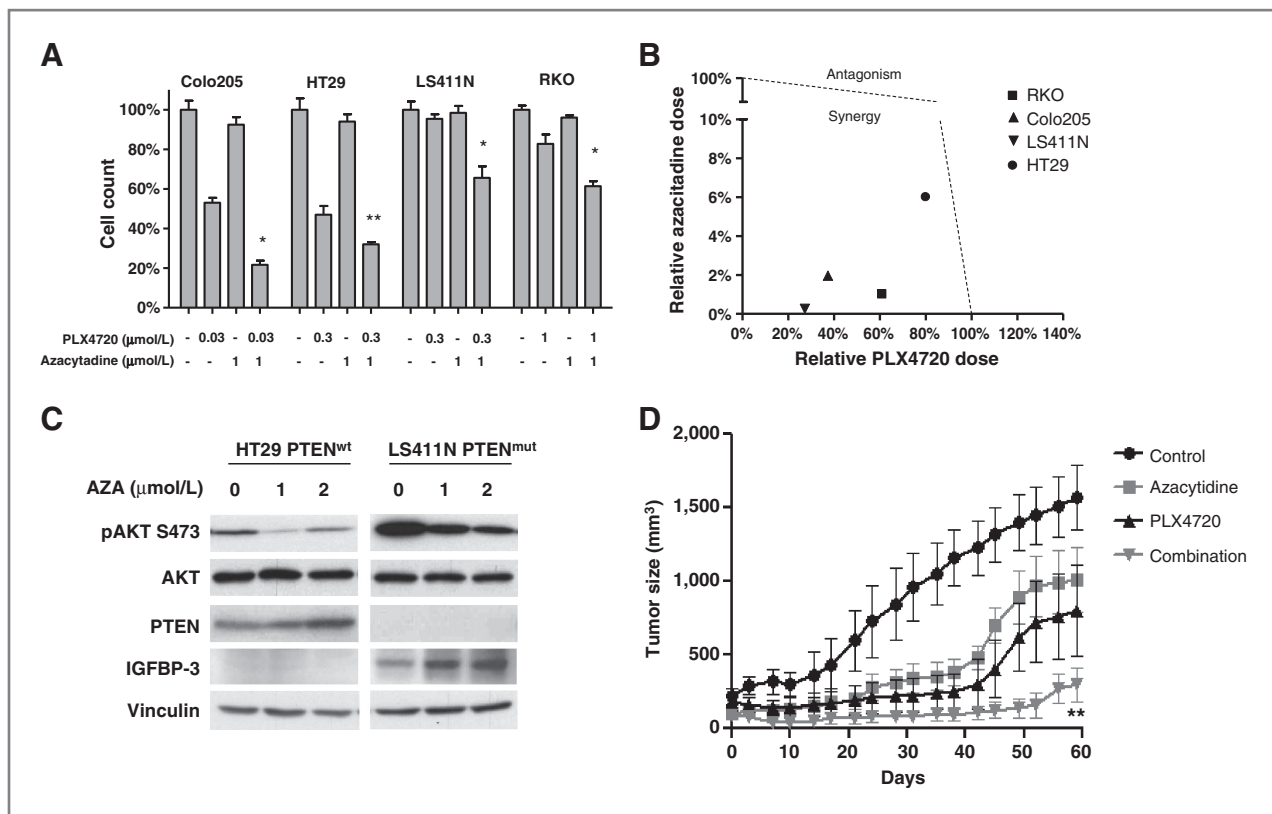 A
Colo205 HT29 LS411N RKO
100%
80%
60%
40%
20%
0%
Cell count
* ** * *
PLX4720 (μmol/L) - 0.03 - 0.03 - 0.3 - 0.3 - 0.3 - 0.3 - 1 - 1
Azacytadine (μmol/L) - - 1 1 - - 1 1 - - 1 1 - - 1 1
B
100%
10%
8%
6%
4%
2%
0%
Relative azacitadine dose
Antagonism
Synergy
RKO
Colo205
LS411N
HT29
0% 20% 40% 60% 80% 100% 120% 140%
Relative PLX4720 dose
C
HT29 PTENwt LS411N PTENmut
AZA (μmol/L) 0 1 2 0 1 2
pAKT S473
AKT
PTEN
IGFBP-3
Vinculin
D
2,000
1,500
1,000
500
0
Tumor size (mm3)
Control
Azacytidine
PLX4720
Combination
**
0 10 20 30 40 50 60
Days